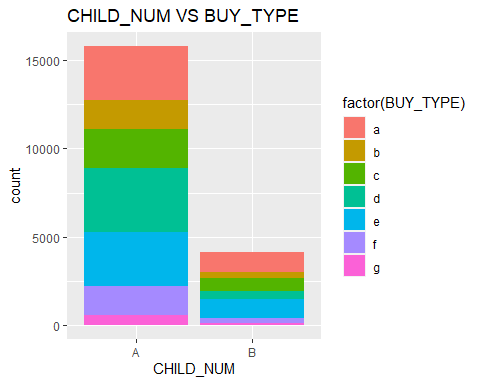 CHILD_NUM VS BUY_TYPE
15000
10000
5000
0
count
A B
CHILD_NUM
factor(BUY_TYPE)
a
b
c
d
e
f
g